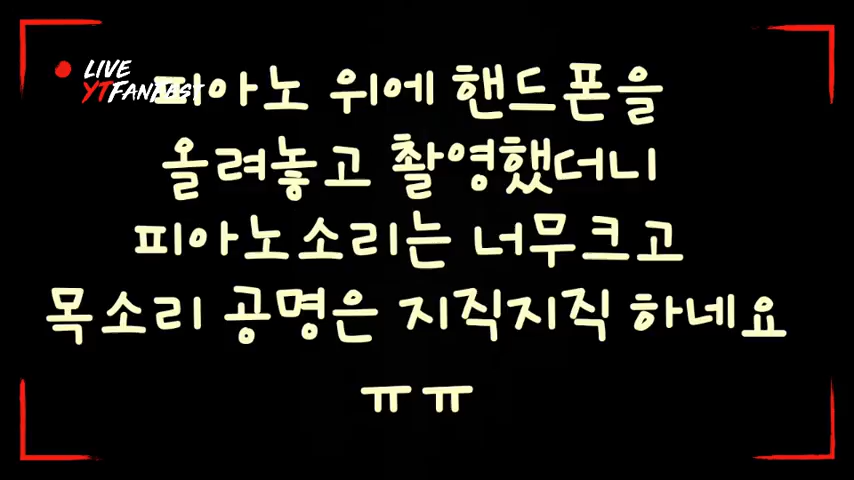 LIVE
YTFANFAST
피아노 위에 핸드폰을
올려놓고 촬영했더니
피아노소리는 너무크고
목소리 공명은 지직지직 하네요
ㅠㅠ